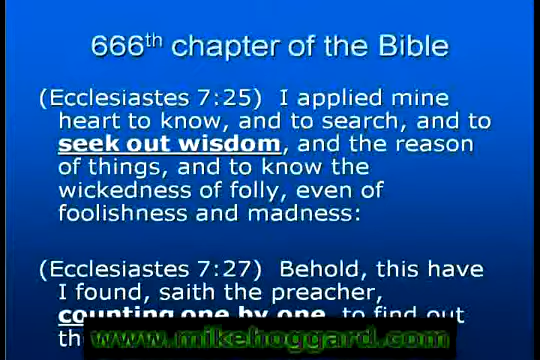 666th chapter of the Bible
(Ecclesiastes 7:25) I applied mine
heart to know, and to search, and to
seek out wisdom, and the reason
of things, and to know the
wickedness of folly, even of
foolishness and madness:
(Ecclesiastes 7:27) Behold, this have
I found, saith the preacher,
counting one by one, to find out
www.mikehoggard.com